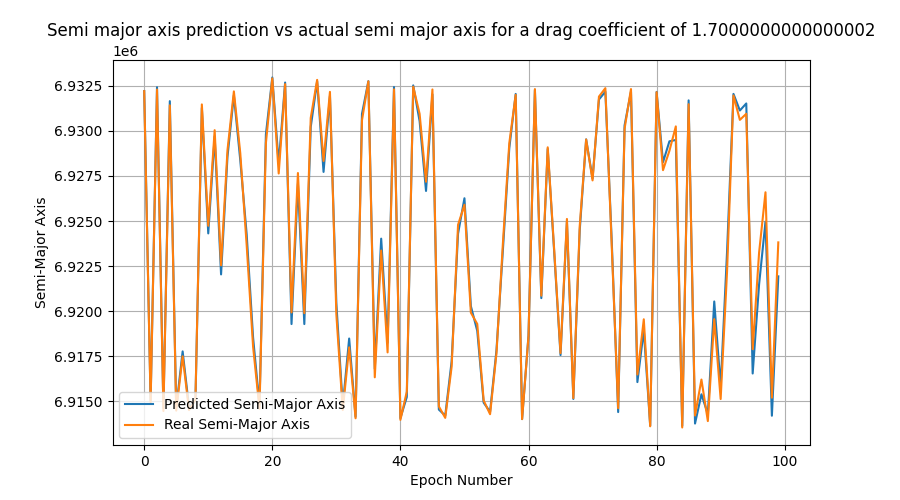 Semi major axis prediction vs actual semi major axis for a drag coefficient of 1.7000000000000002
1e6
6.9325
6.9300
6.9275
6.9250
6.9225
6.9200
6.9175
6.9150
Semi-Major Axis
Predicted Semi-Major Axis
Real Semi-Major Axis
0 20 40 60 80 100
Epoch Number